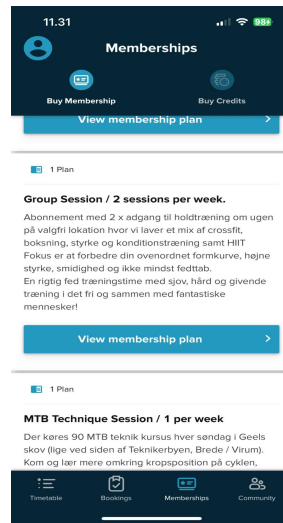 11.31
98
Memberships
Buy Membership
Buy Credits
View membership plan
1 Plan
Group Session / 2 sessions per week.
Abonnement med 2 x adgang til holdtræning om ugen
på valgfri lokation hvor vi laver et mix af crossfit,
boksning, styrke og konditionstræning samt HIIT
Fokus er at forbedre din ovenordnet formkurve, højne
styrke, smidighed og ikke mindst fedttab.
En rigtig fed træningstime med sjov, hård og givende
træning i det fri og sammen med fantastiske
mennesker!
View membership plan
1 Plan
MTB Technique Session / 1 per week
Der køres 90 MTB teknik kursus hver søndag i Geels
skov (lige ved siden af Teknikerbyen, Brede / Virum).
Kom og lær mere omkring kropsposition på cyklen,
Timetable
Bookings
Memberships
Community